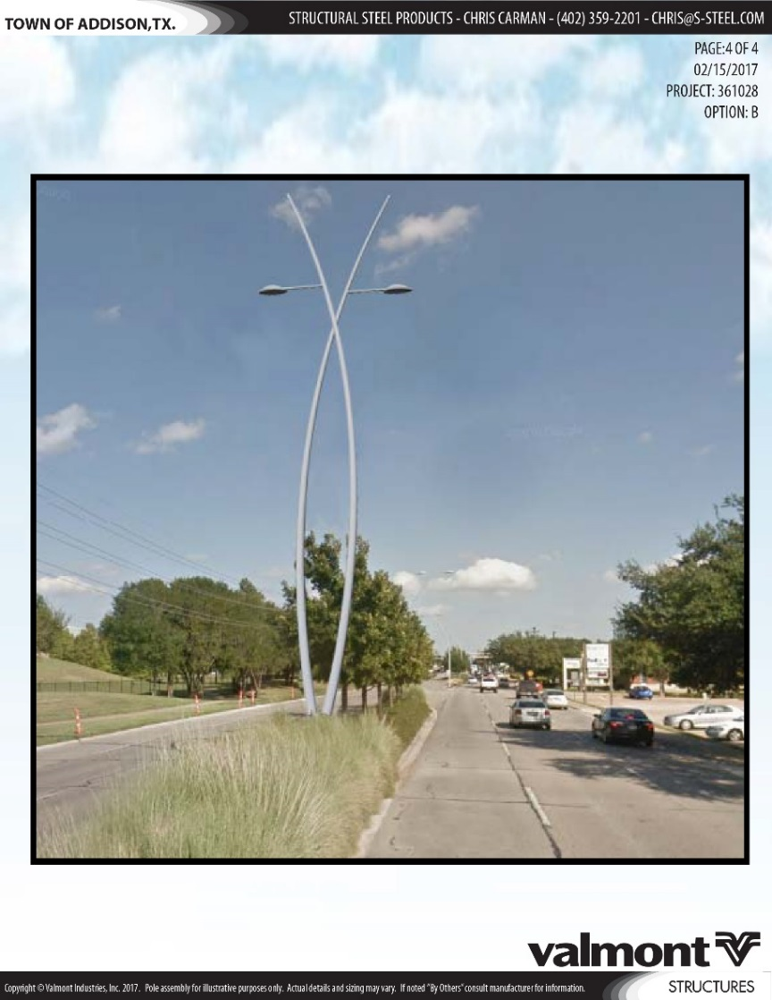 TOWN OF ADDISON,TX.
STRUCTURAL STEEL PRODUCTS - CHRIS CARMAN - (402) 359-2201 - CHRIS@S-STEEL.COM
PAGE:4 OF 4
02/15/2017
PROJECT: 361028
OPTION: B
valmont
Copyright © Valmont Industries, Inc. 2017. Pole assembly for illustrative purposes only. Actual details and sizing may vary. If noted "By Others" consult manufacturer for information.
STRUCTURES